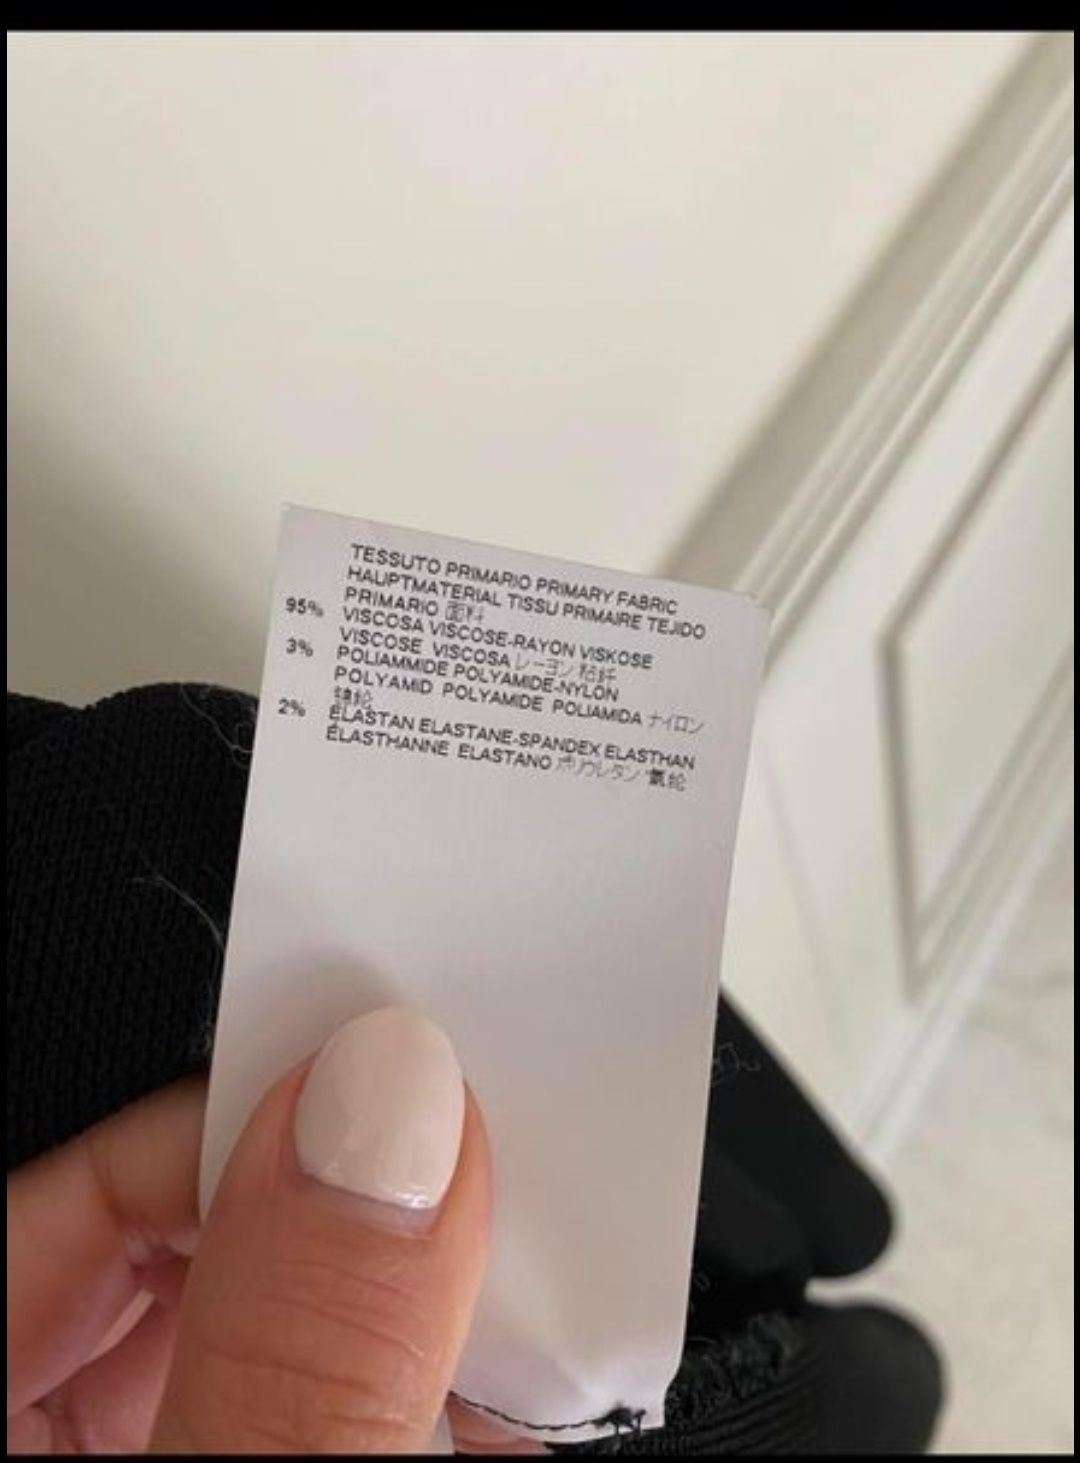 TESSUTO PRIMARIO PRIMARY FABRIC
HAUPTMATERIAL TISSU PRIMAIRE TEJIDO
PRIMARIO 面料
95% VISCOSA VISCOSE-RAYON VISKOSE
VISCOSE VISCOSA レーヨン 粘纤
3% POLIAMMIDE POLYAMIDE-NYLON
POLYAMID POLYAMIDE POLIAMIDA ナイロン
锦纶
2% ELASTAN ELASTANE-SPANDEX ELASTHAN
ÉLASTHANNE ELASTANO ポリウレタン 氨纶